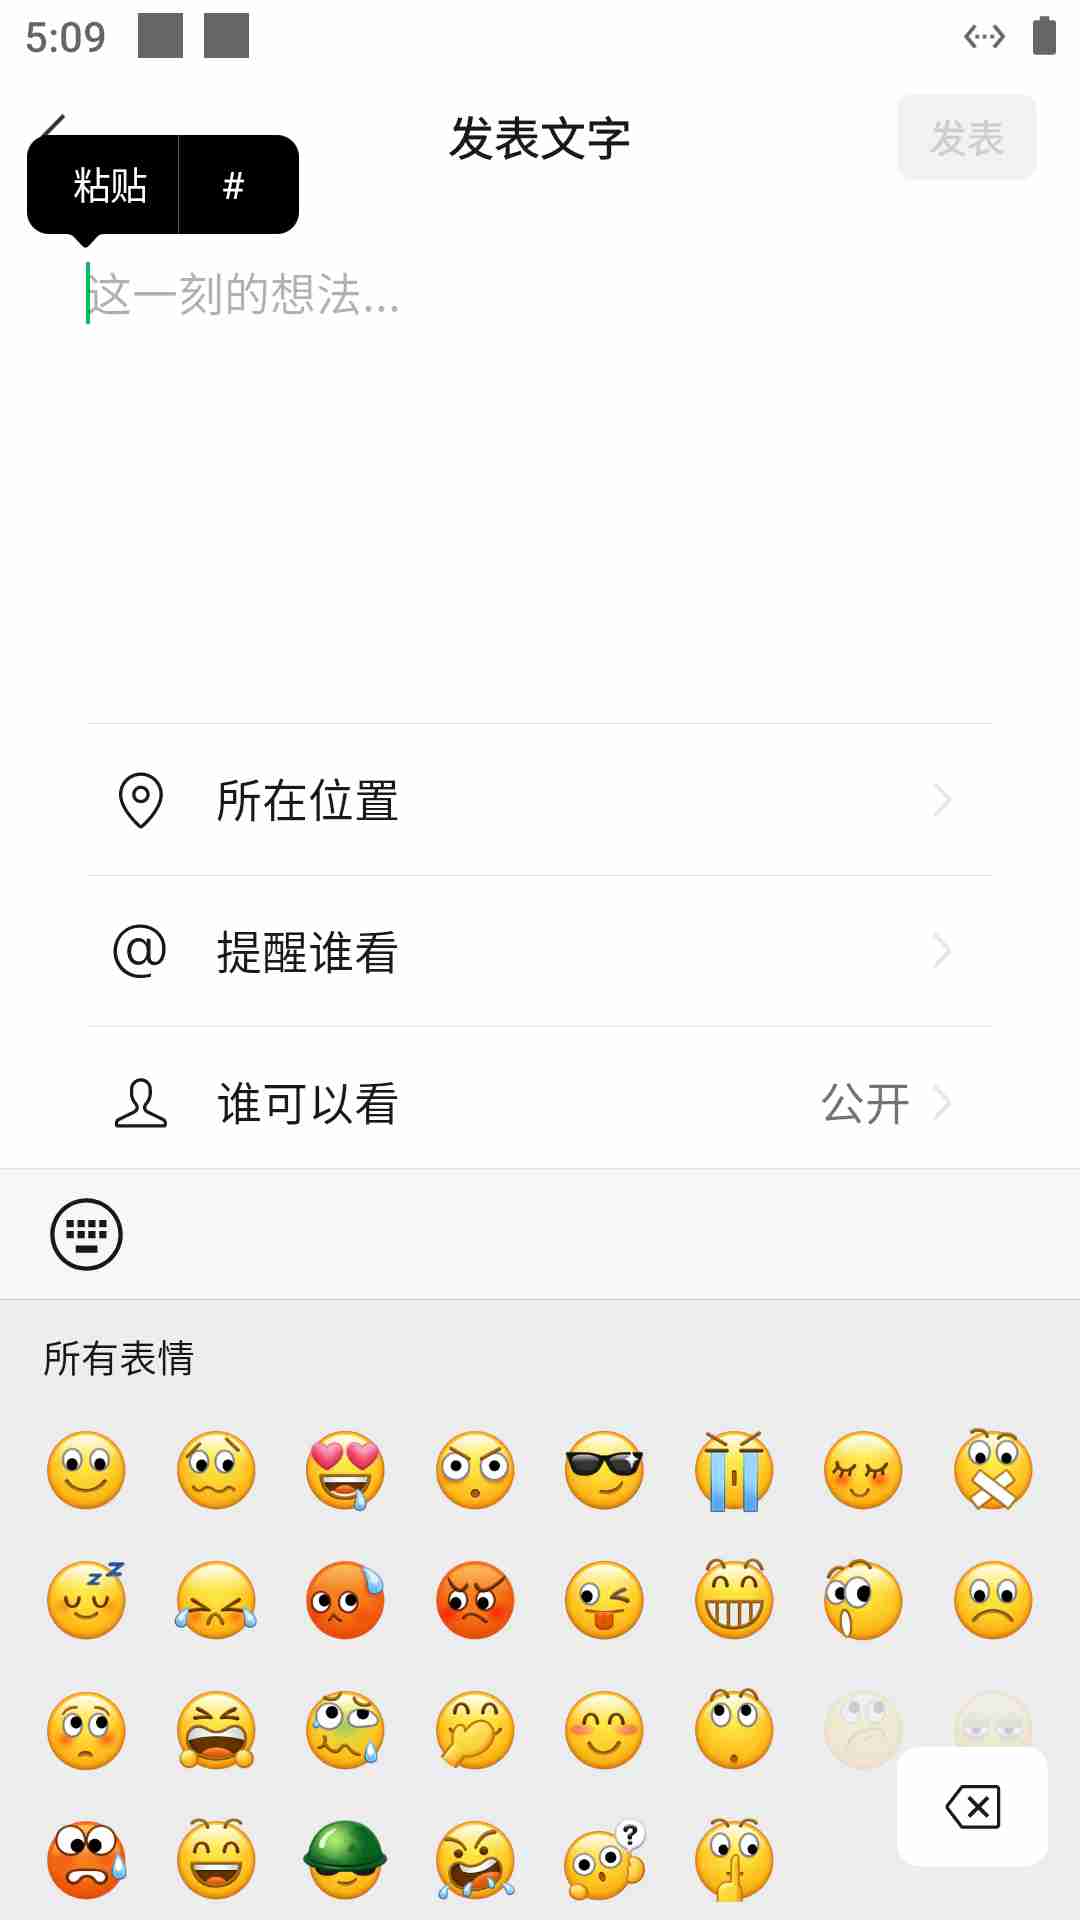 5:09
发表文字
发表
粘贴
#
这一刻的想法...
所在位置
提醒谁看
谁可以看
公开
所有表情